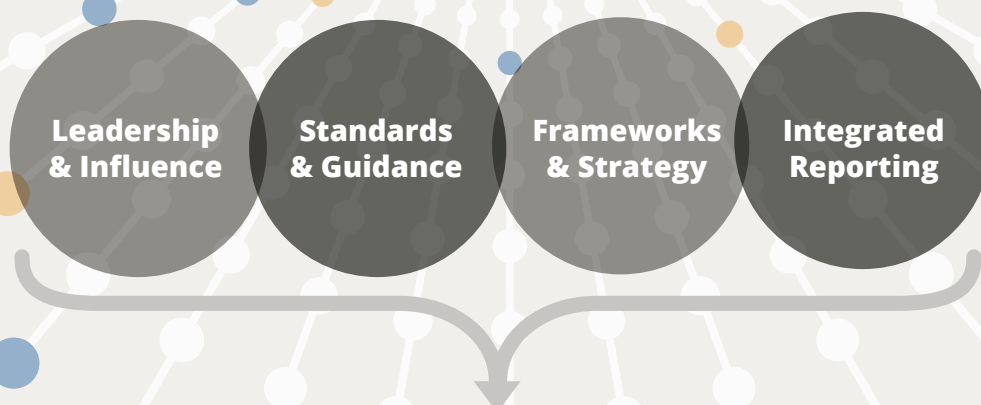 Leadership
& Influence
Standards
& Guidance
Frameworks
& Strategy
Integrated
Reporting